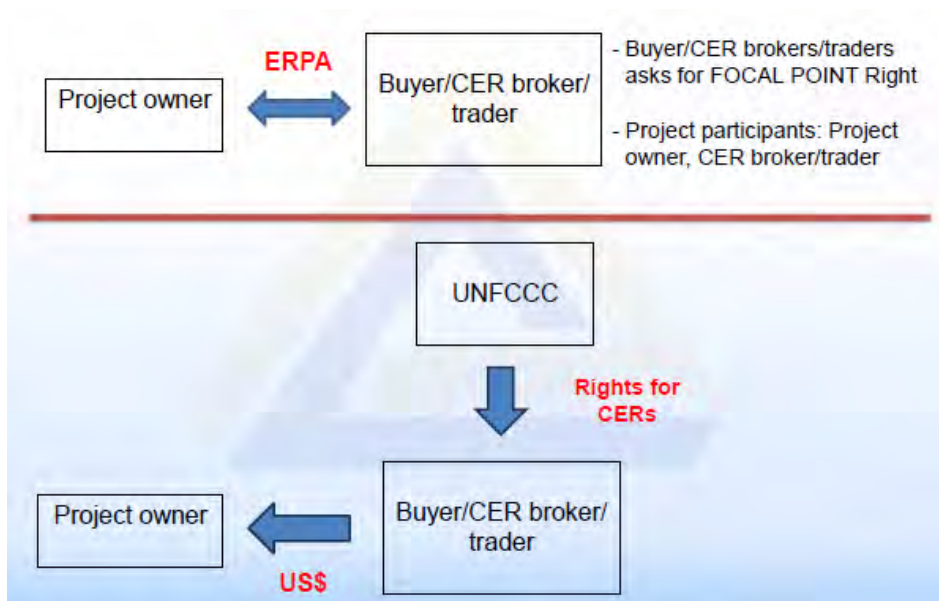 ERPA
Project owner
Buyer/CER broker/
trader
- Buyer/CER brokers/traders
asks for FOCAL POINT Right
- Project participants: Project
owner, CER broker/trader
UNFCCC
Rights for
CERs
Project owner
Buyer/CER broker/
trader
US$